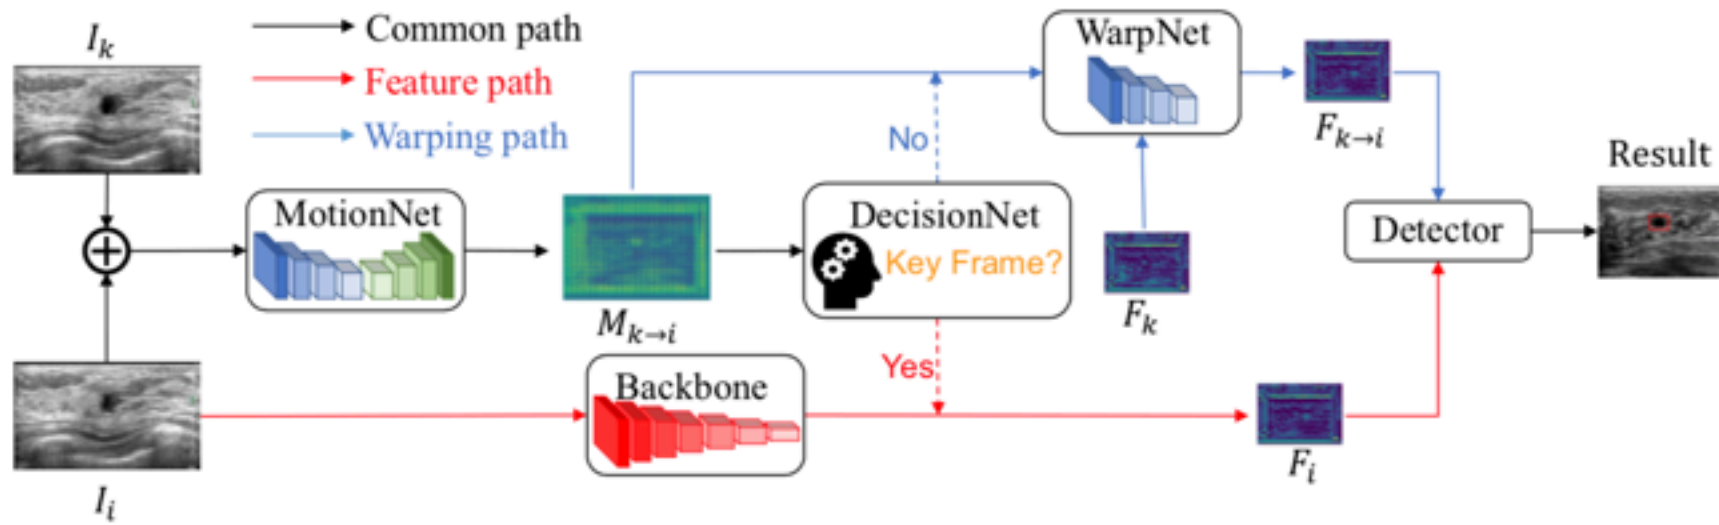 I_k
Common path
Feature path
Warping path
WarpNet
F_{k→i}
No
Result
MotionNet
DecisionNet
Key Frame?
Detector
M_{k→i}
F_k
Yes
Backbone
F_i
I_i